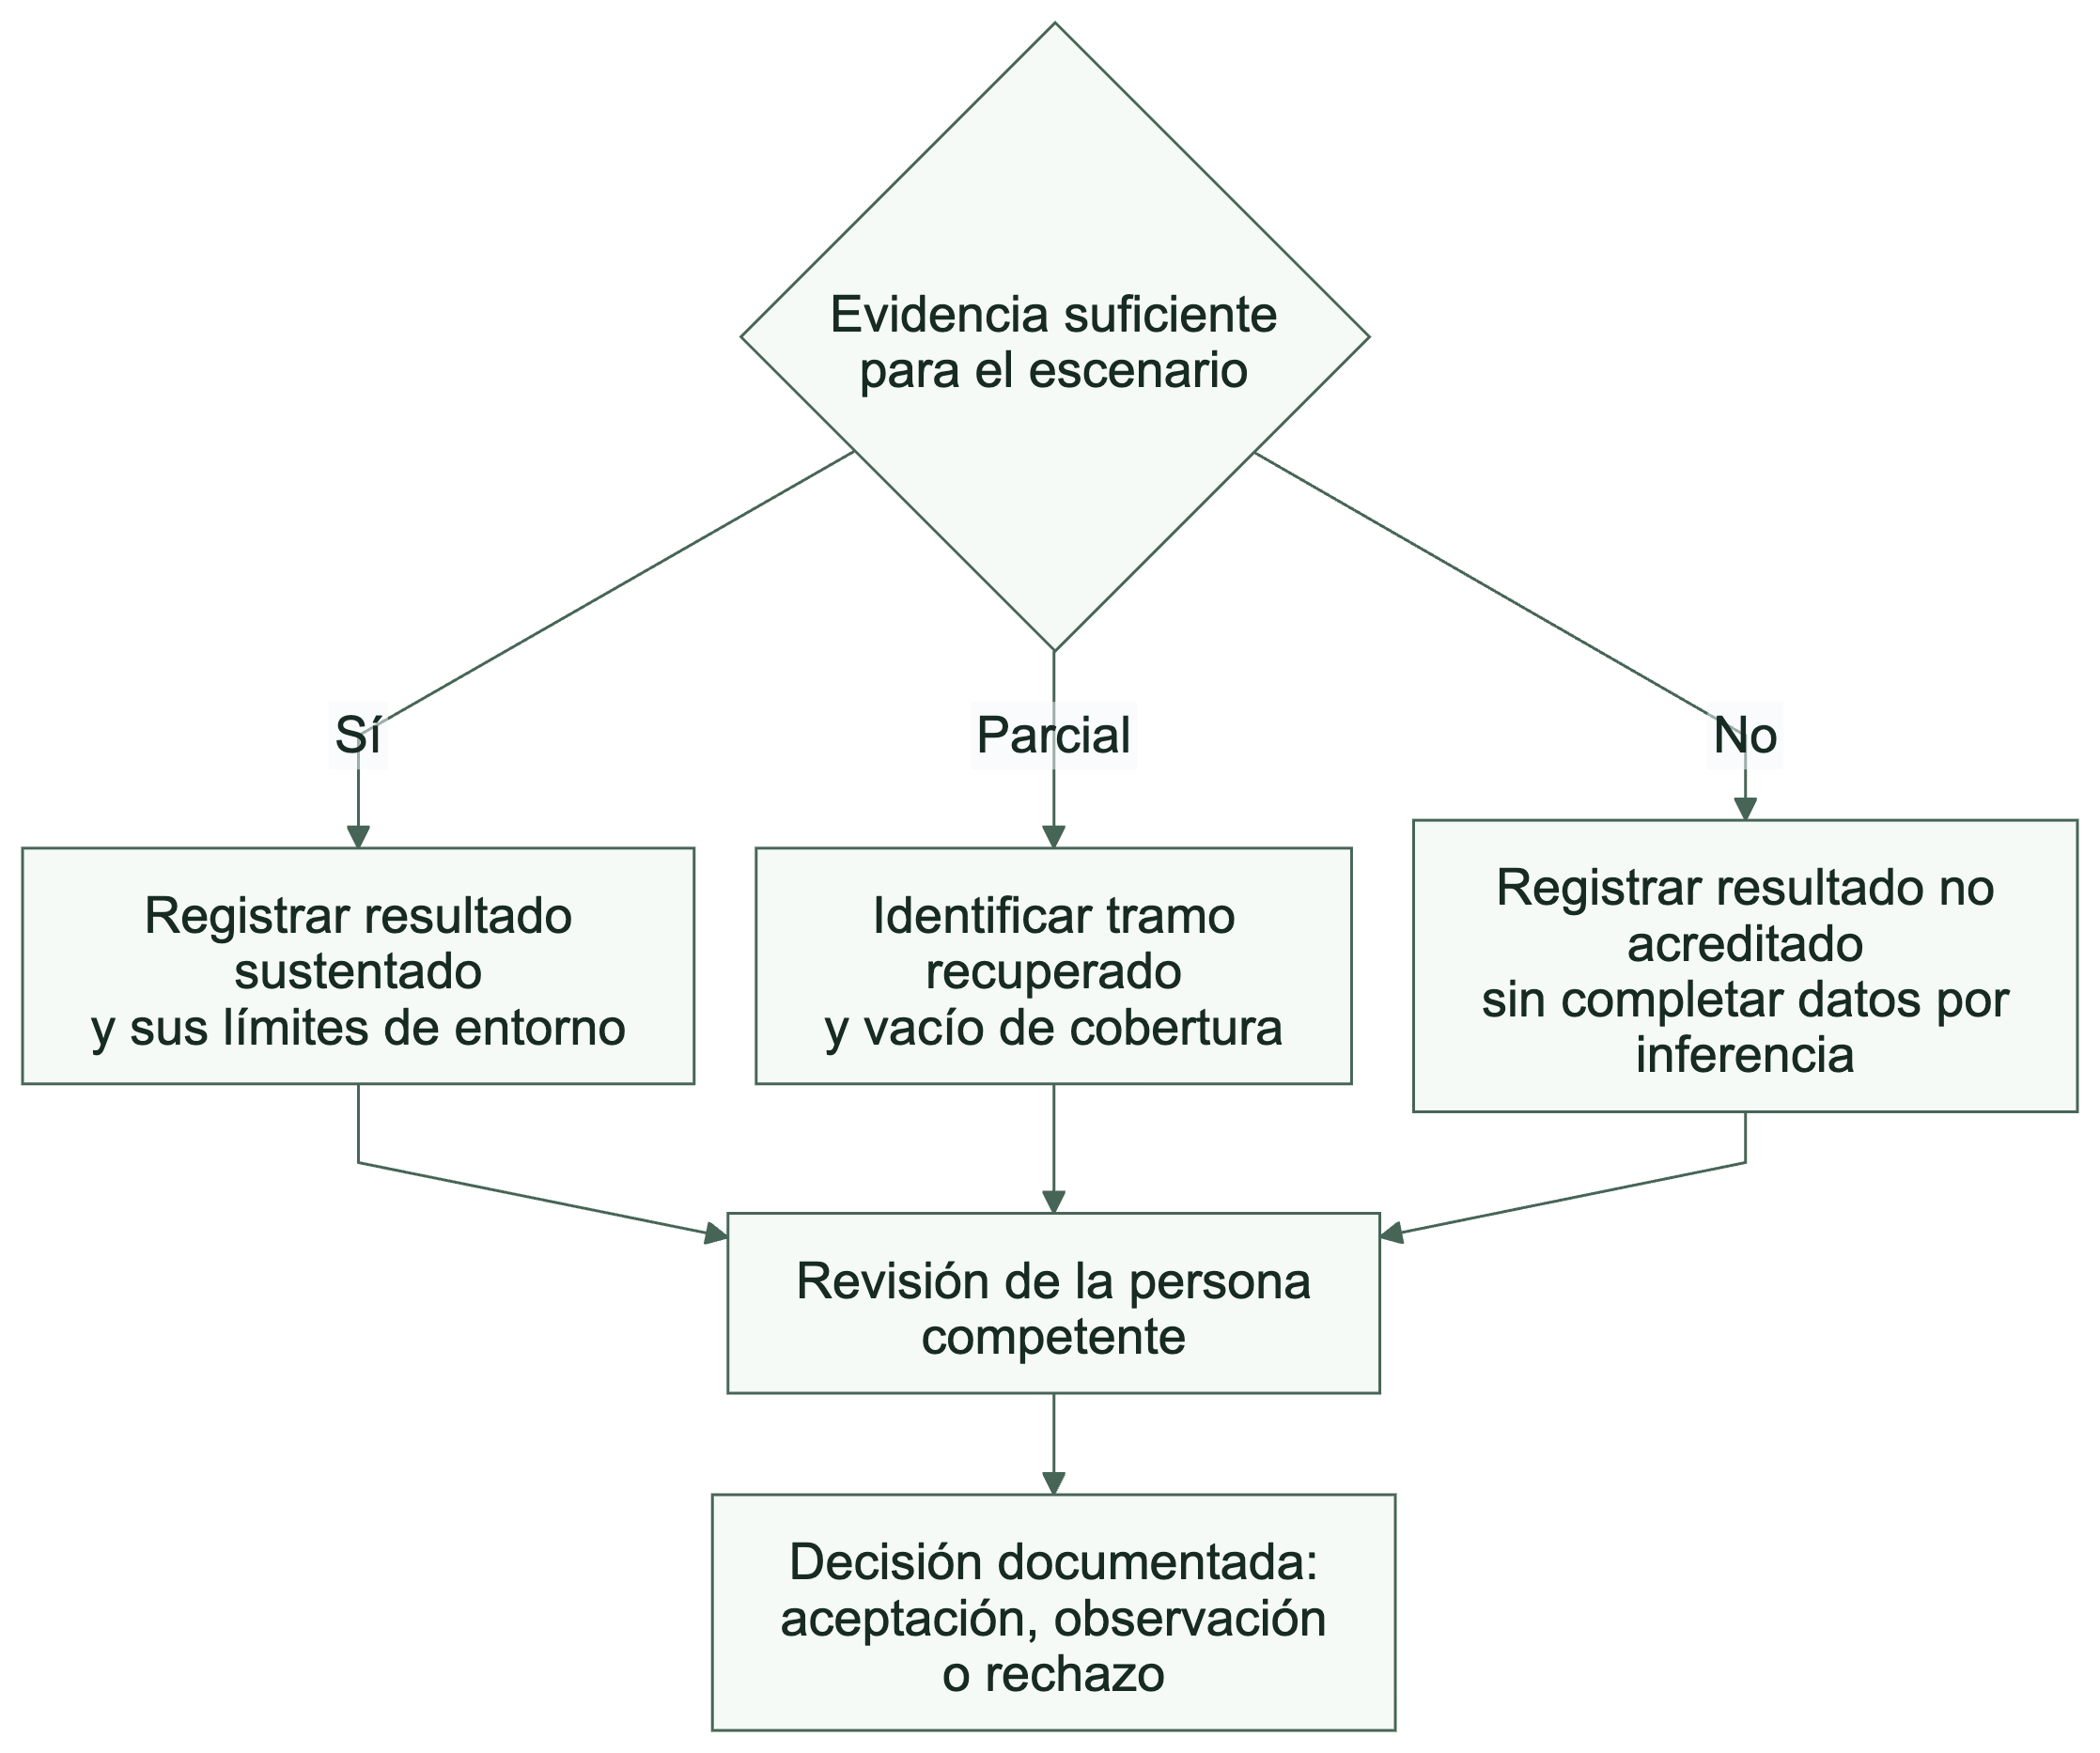 Evidencia suficiente
para el escenario
Sí
Parcial
No
Registrar resultado
sustentado
y sus límites de entorno
Identificar tramo
recuperado
y vacío de cobertura
Registrar resultado no
acreditado
sin completar datos por
inferencia
Revisión de la persona
competente
Decisión documentada:
aceptación, observación
o rechazo